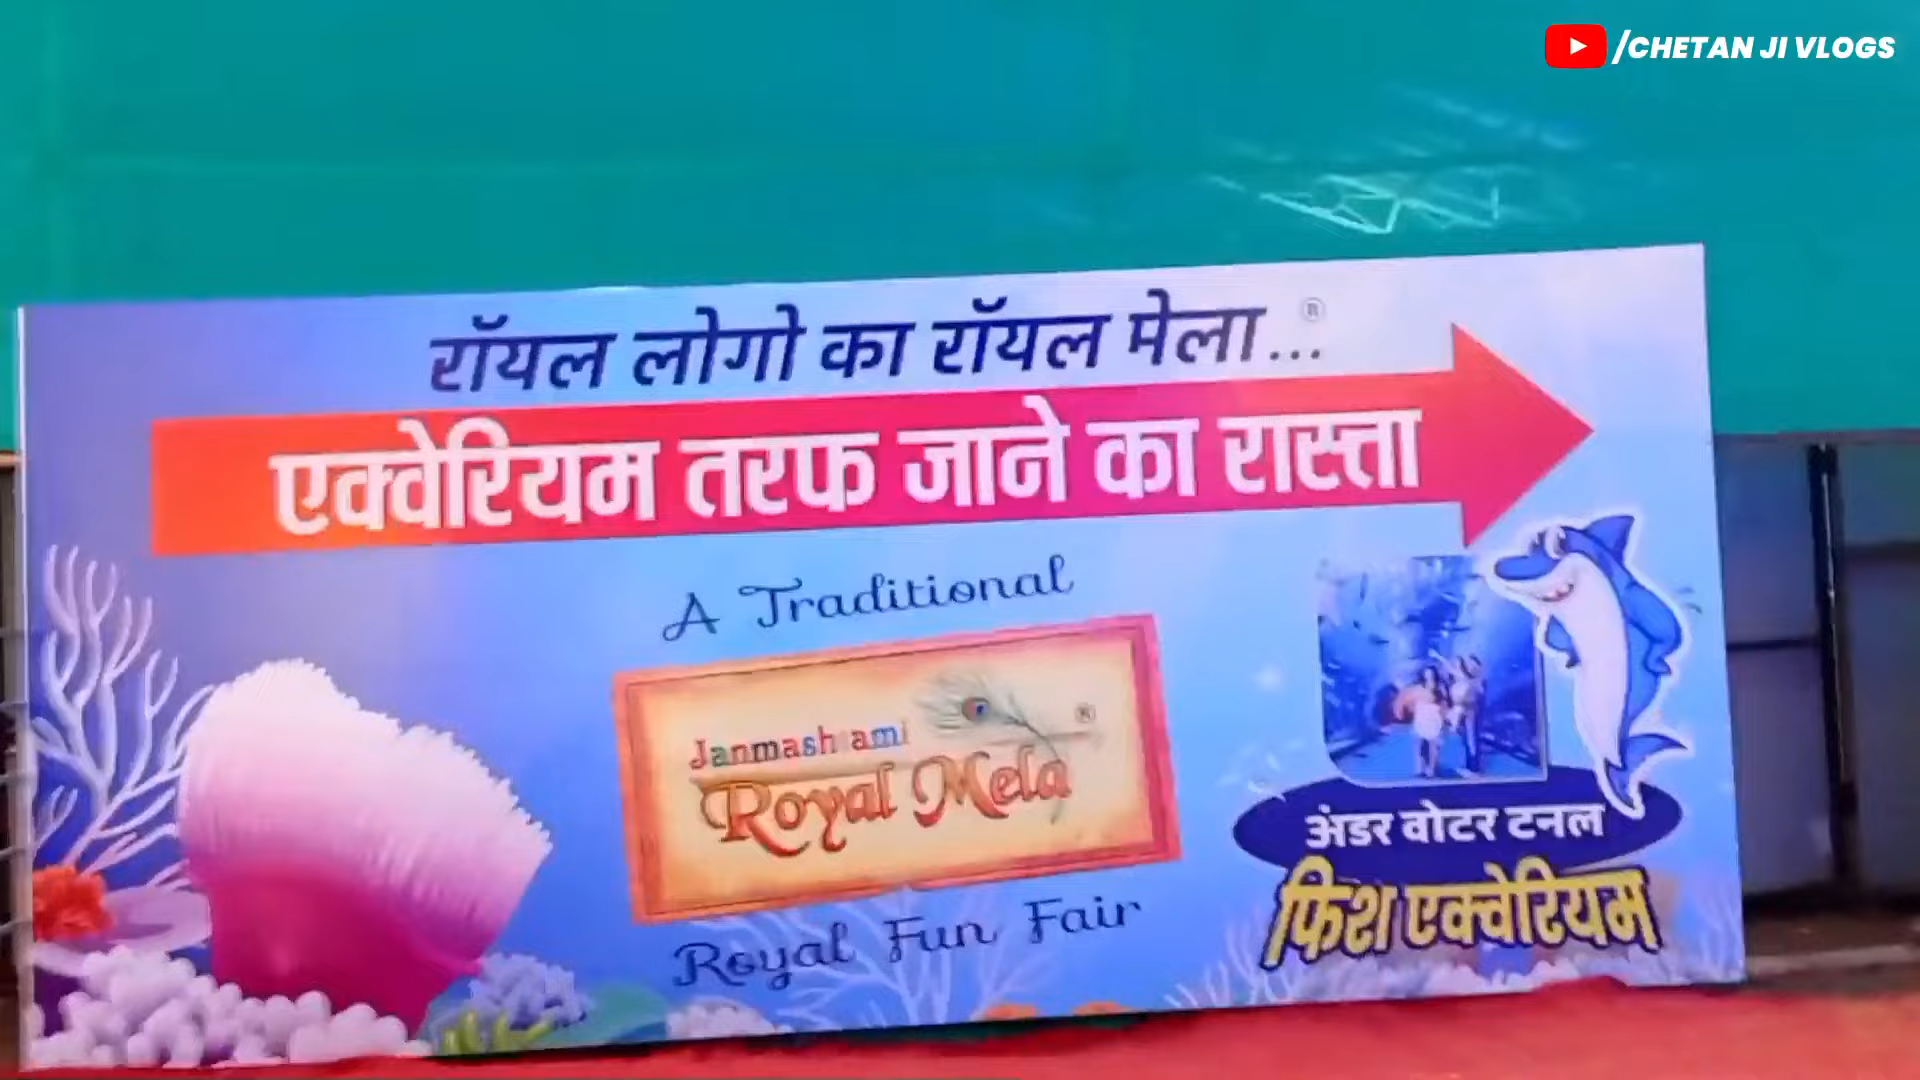 /CHETAN JI VLOGS
रॉयल लोगो का रॉयल मेला...®
एक्वेरियम तरफ जाने का रास्ता
A Traditional
Janmashtami ®
Royal Mela
Royal Fun Fair
अंडर वोटर टनल
फिश एक्वेरियम